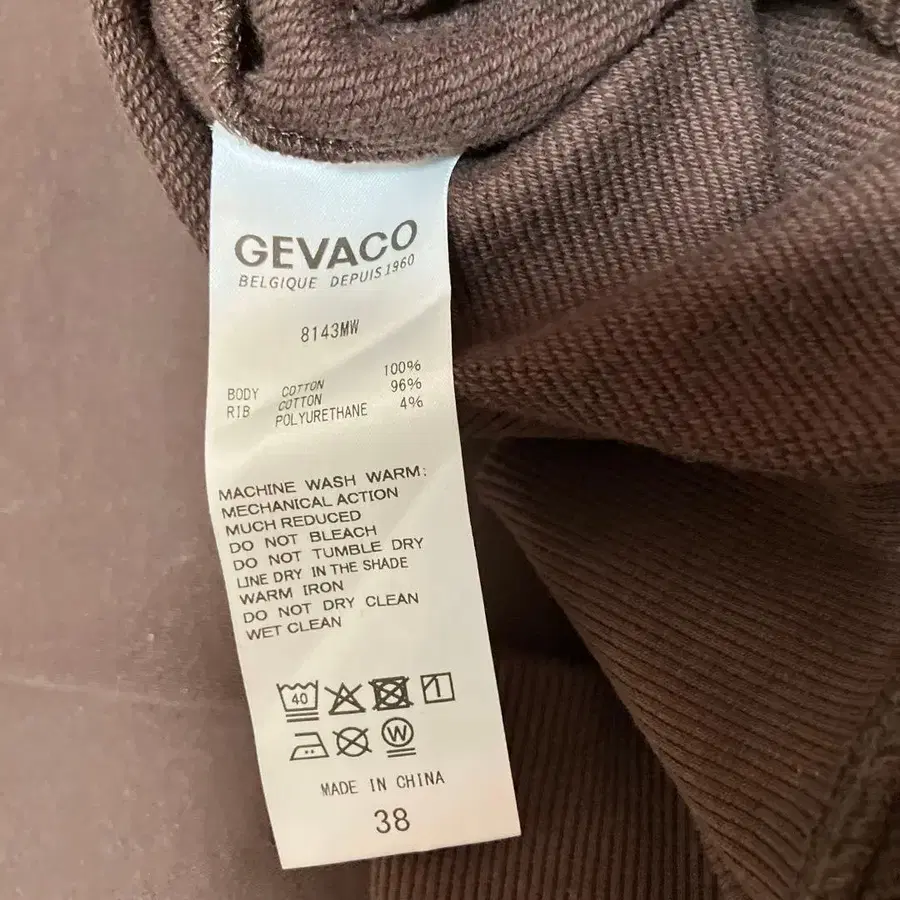 GEVACO
BELGIQUE DEPUIS 1960
8143MW
BODY COTTON 100%
RIB COTTON 96%
POLYURETHANE 4%
MACHINE WASH WARM:
MECHANICAL ACTION
MUCH REDUCED
DO NOT BLEACH
DO NOT TUMBLE DRY
LINE DRY IN THE SHADE
WARM IRON
DO NOT DRY CLEAN
WET CLEAN
40
W
MADE IN CHINA
38